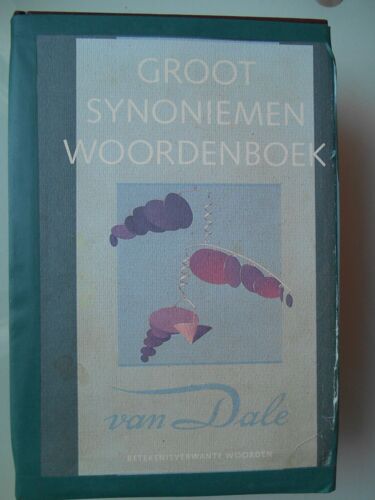 GROOT
SYNONIEMEN
WOORDENBOEK
van Dale
BETEKENISVERWANTE WOORDEN